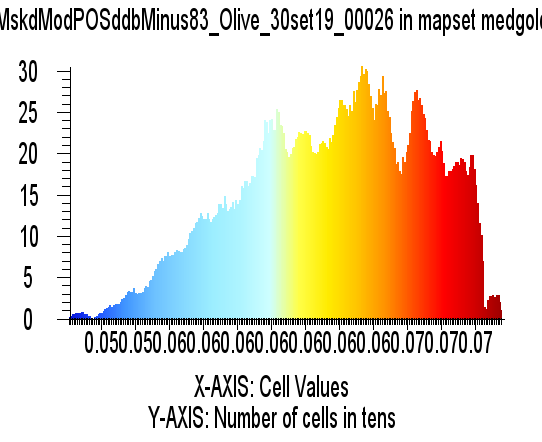 MskdModPOSddbMinus83_Olive_30set19_00026 in mapset medgold
30
25
20
15
10
5
0
0.050.050.060.060.060.060.060.060.060.070.070.07
X-AXIS: Cell Values
Y-AXIS: Number of cells in tens